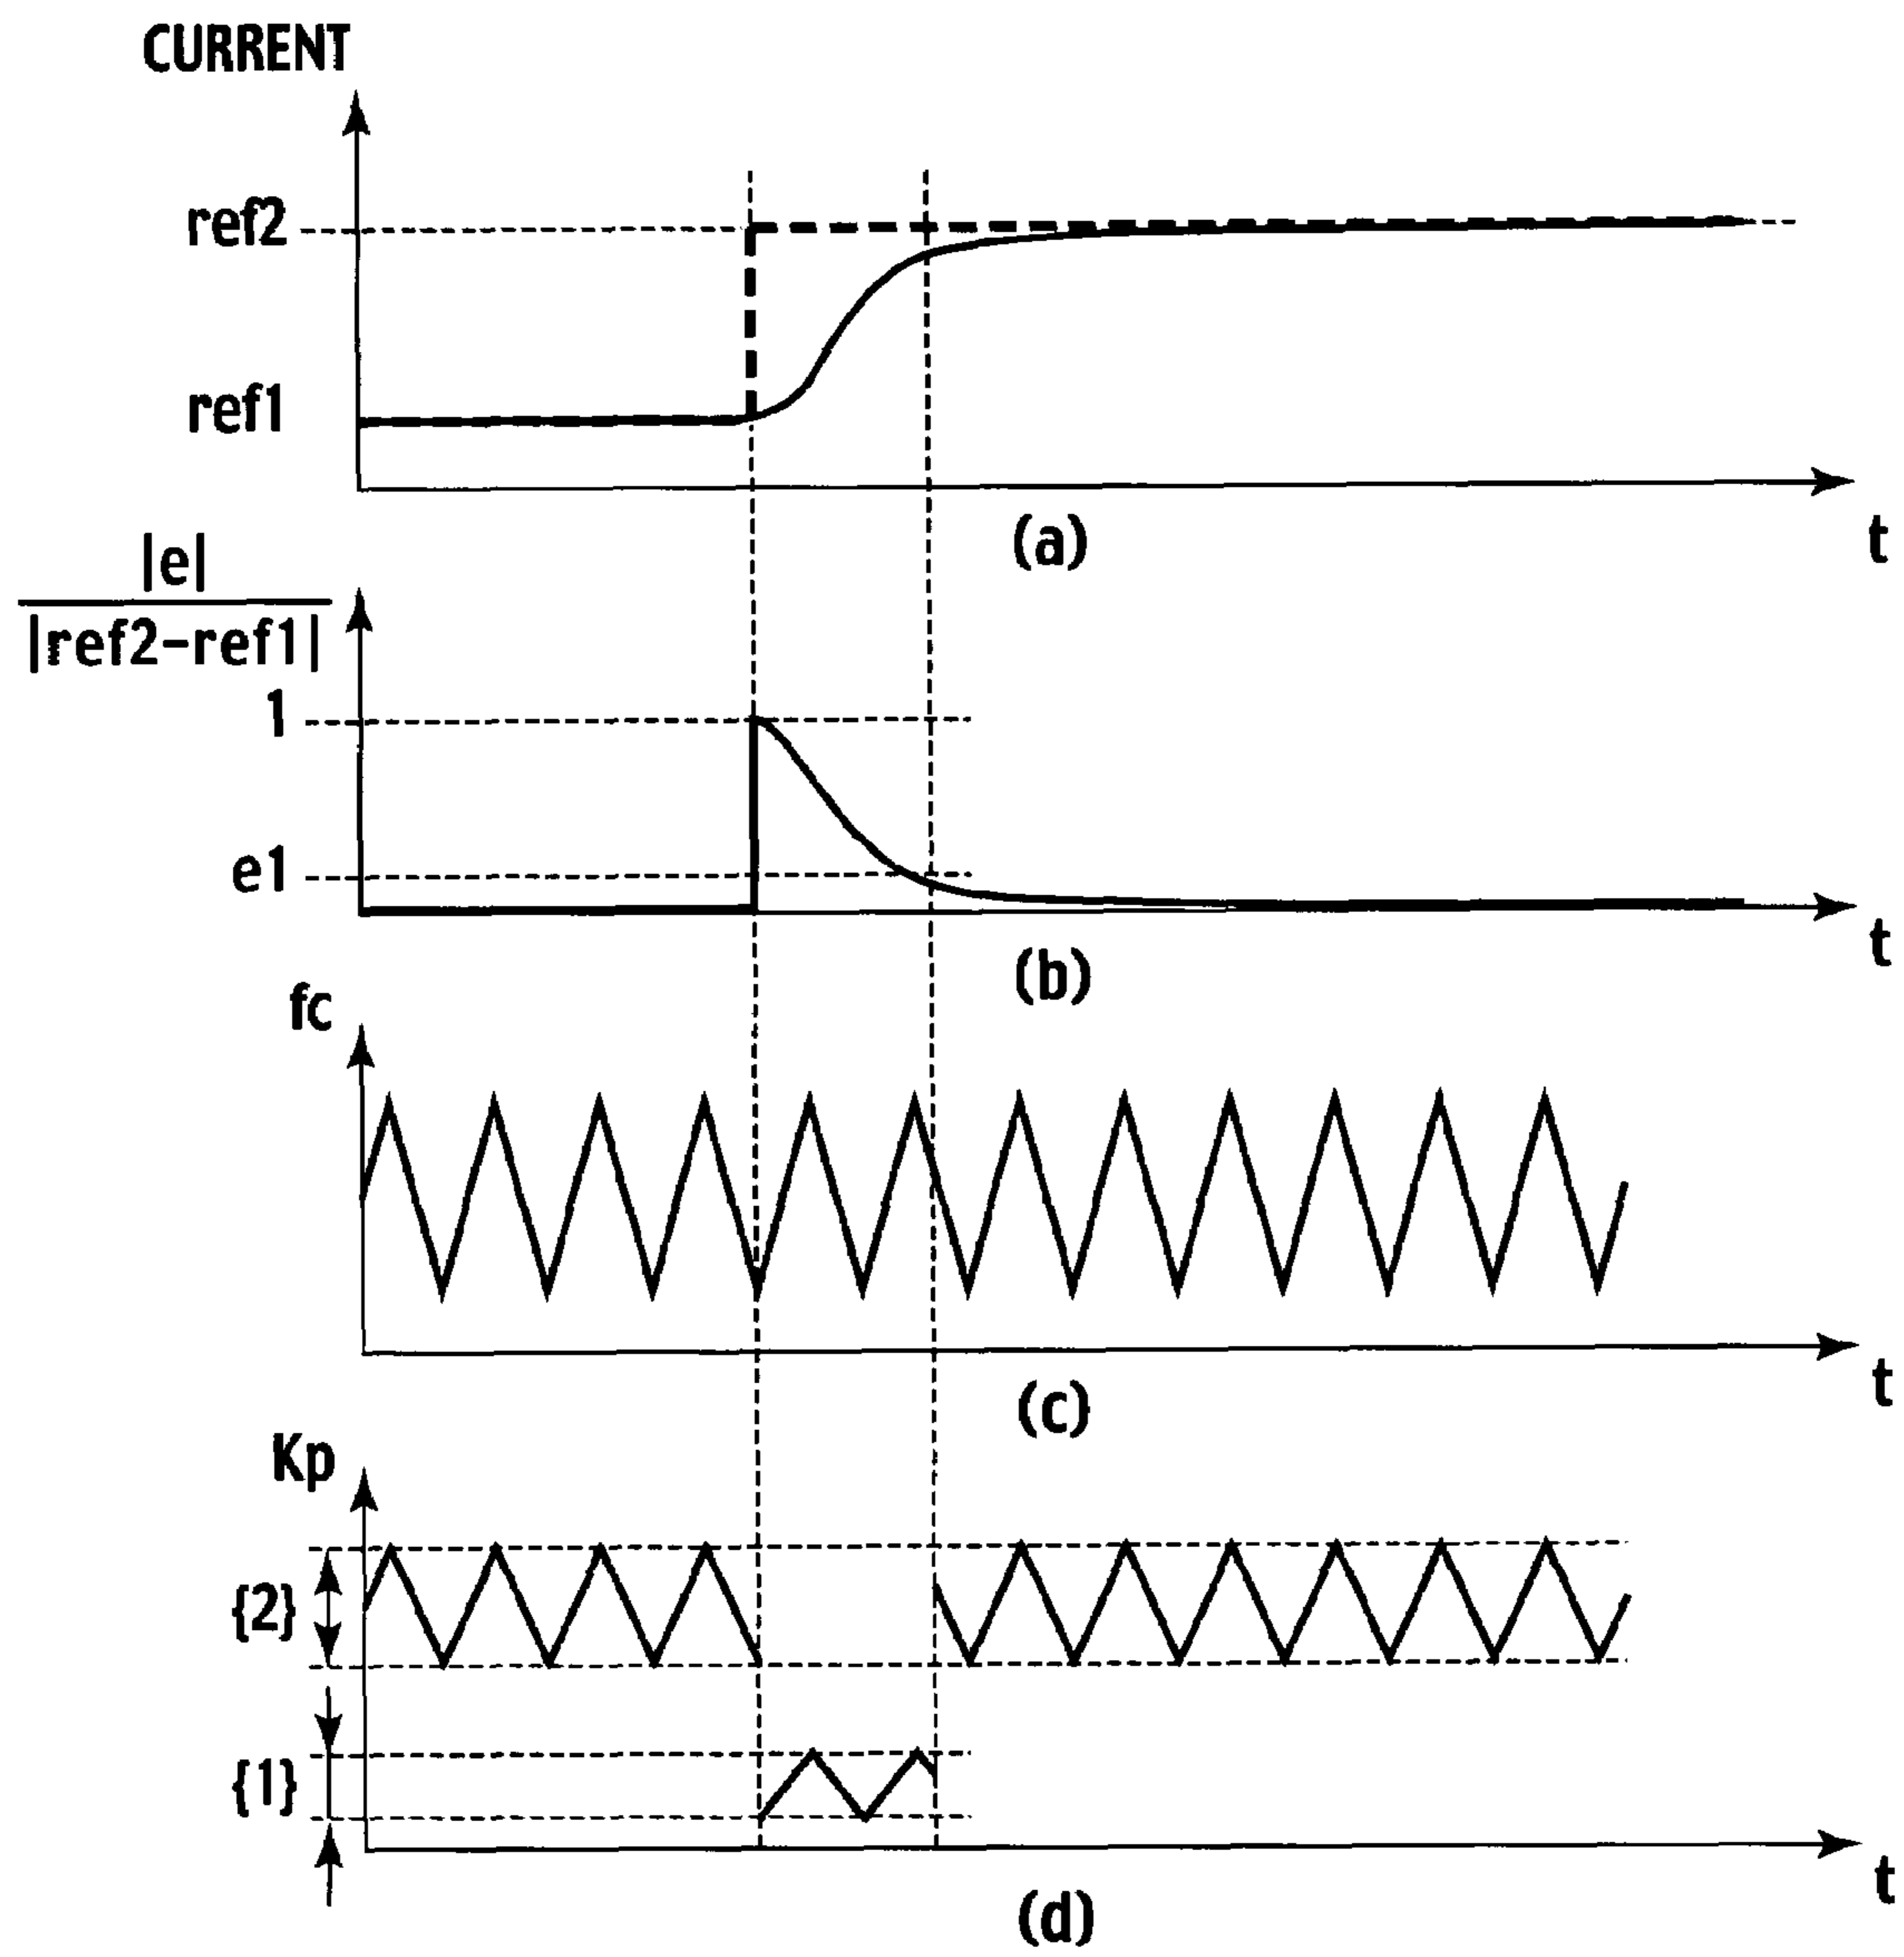 CURRENT
ref2
ref1
t
(a)
|e|
|ref2-ref1|
1
e1
t
(b)
fc
t
(c)
Kp
{2}
{1}
t
(d)